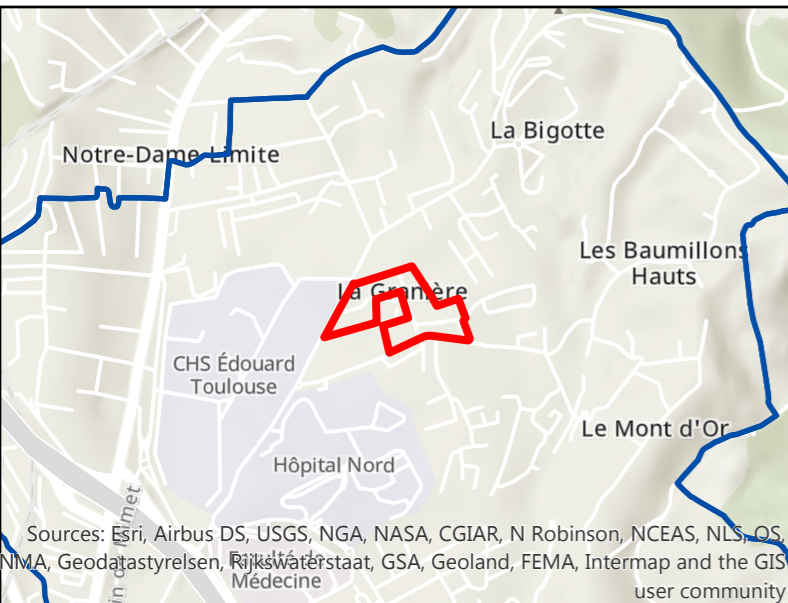 La Bigotte
Notre-Dame-Limite
Les Baumillons
Hauts
La Granière
CHS Édouard
Toulouse
Le Mont d'Or
Hôpital Nord
Sources: Esri, Airbus DS, USGS, NGA, NASA, CGIAR, N Robinson, NCEAS, NLS, OS,
NMA, Geodatastyrelsen, Rijkswaterstaat, GSA, Geoland, FEMA, Intermap and the GIS
user community
Faculté de
Médecine